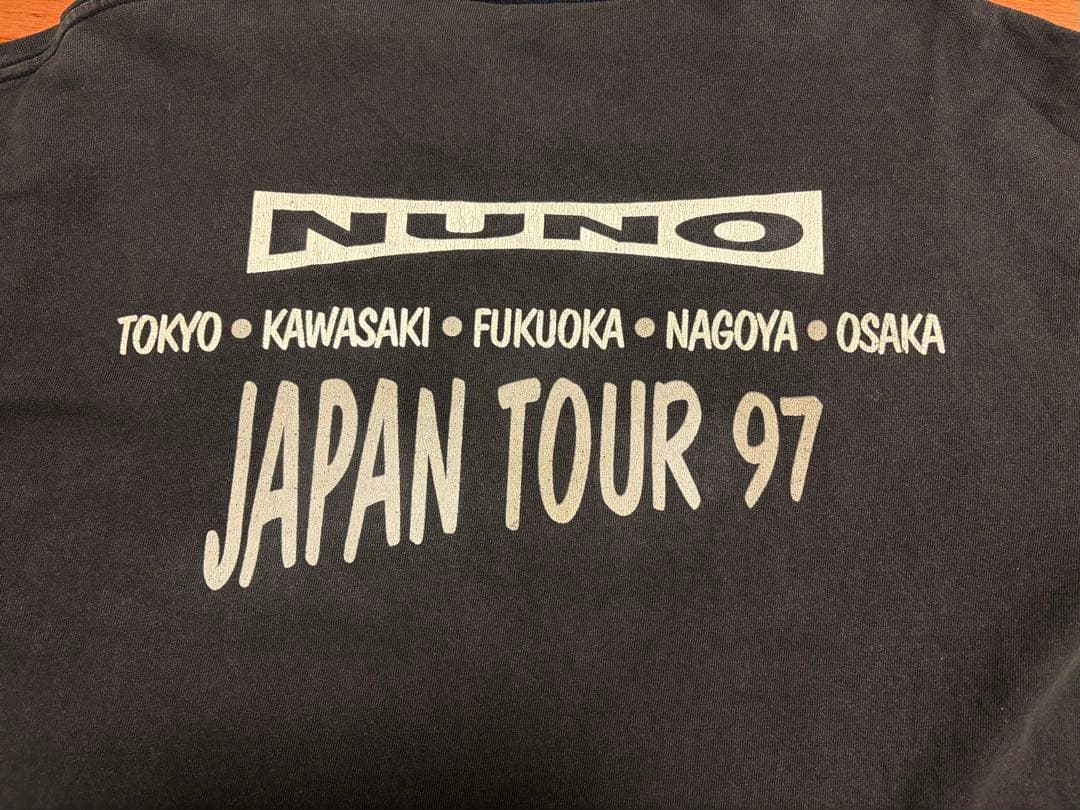 NUNO
TOKYO • KAWASAKI • FUKUOKA • NAGOYA • OSAKA
JAPAN TOUR 97